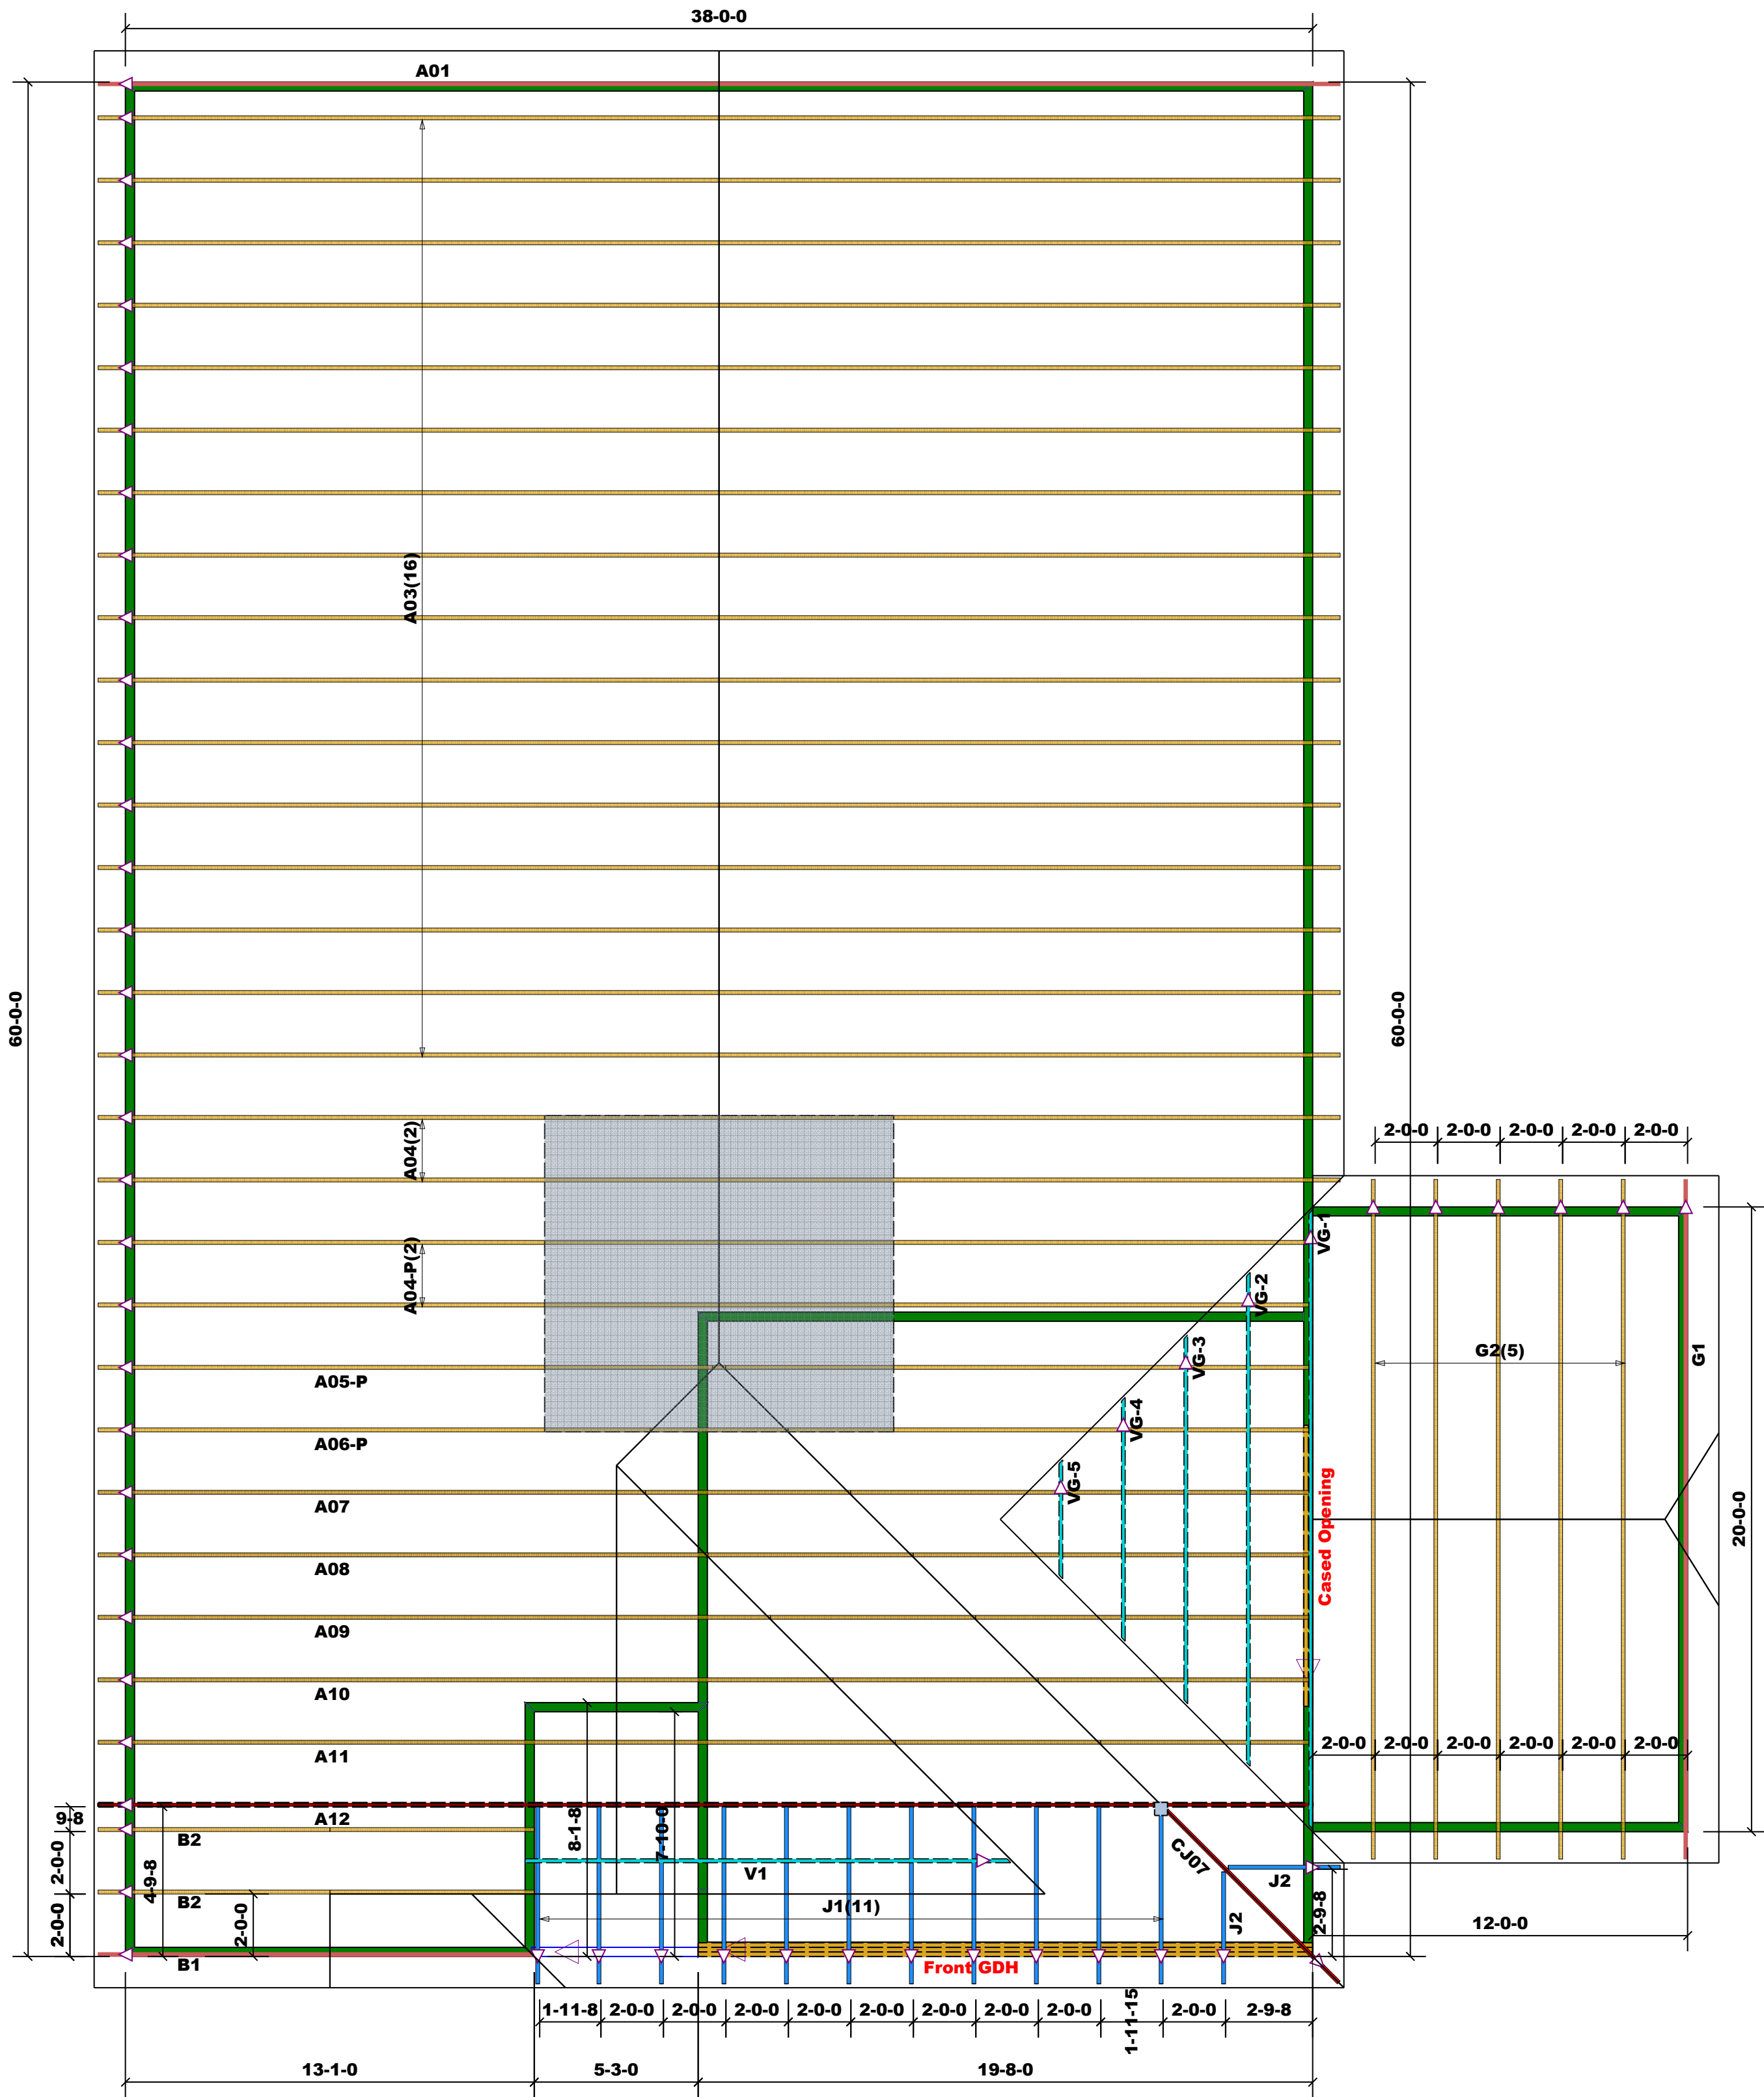 38-0-0
A01
A03(16)
60-0-0
60-0-0
A04(2)
2-0-0 2-0-0 2-0-0 2-0-0 2-0-0
A04-P(2)
VG-1
VG-2
VG-3
G2(5)
G1
A05-P
VG-4
A06-P
VG-5
A07
Cased Opening
20-0-0
A08
A09
A10
A11
2-0-0 2-0-0 2-0-0 2-0-0 2-0-0 2-0-0
9-8
A12
B2
8-1-8
7-10-0
CJ07
2-0-0
4-9-8
V1
J2
B2
J1(11)
2-0-0
2-0-0
J2
2-9-8
12-0-0
B1
Front GDH
1-11-8 2-0-0 2-0-0 2-0-0 2-0-0 2-0-0 2-0-0 2-0-0 2-0-0 1-11-15 2-0-0 2-9-8
13-1-0 5-3-0 19-8-0